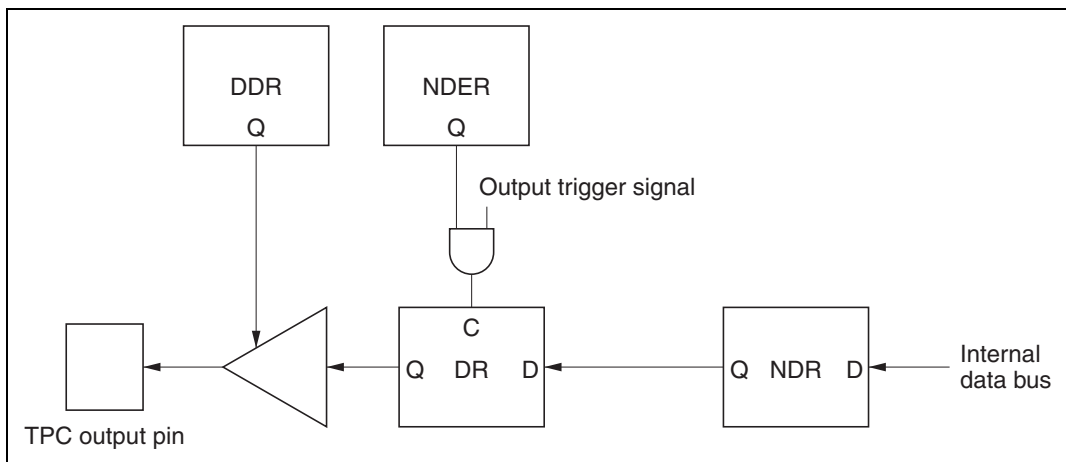 DDR
Q
NDER
Q
Output trigger signal
C
Q DR D
Q NDR D
Internal
data bus
TPC output pin